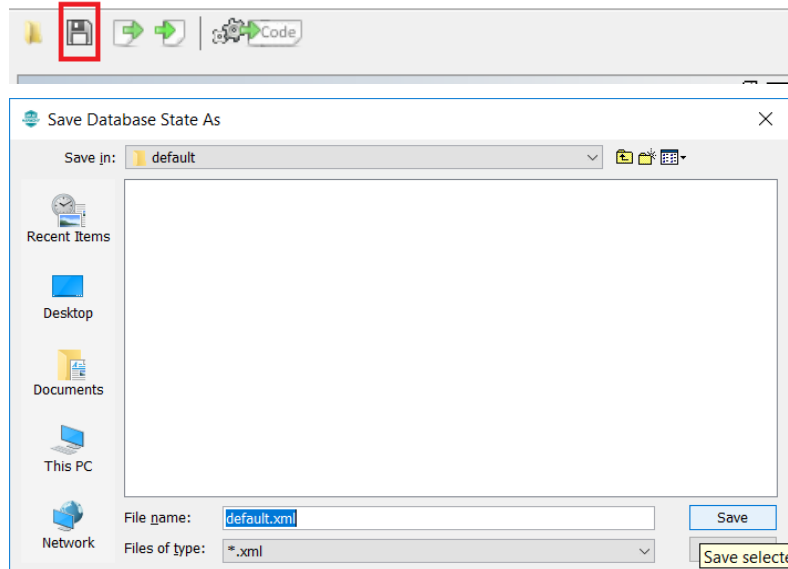 Code
Save Database State As
Save in: default
Recent Items
Desktop
Documents
This PC
Network
File name: default.xml Save
Files of type: *.xml
Save selecte